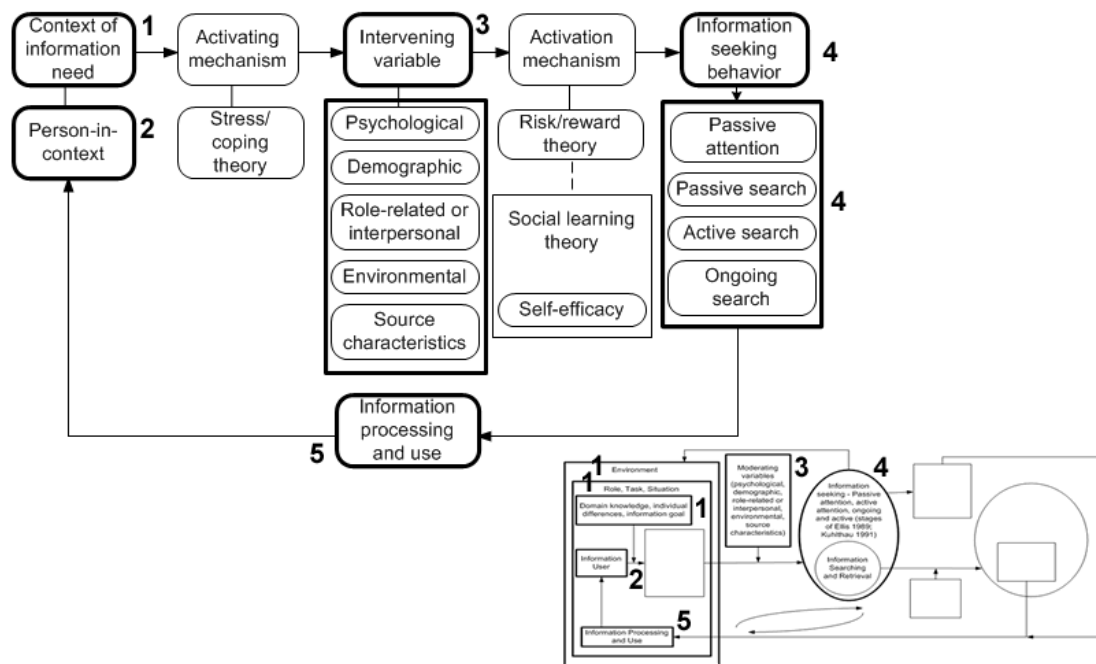 Context of
information
need
1
Activating
mechanism
Intervening
variable
3
Activation
mechanism
Information
seeking
behavior
4
Person-in-
context
2
Stress/
coping
theory
Psychological
Demographic
Role-related or
interpersonal
Environmental
Source
characteristics
Risk/reward
theory
Social learning
theory
Self-efficacy
Passive
attention
Passive search
Active search
Ongoing
search
4
Information
processing
and use
5
1
Environment
1
Role, Task, Situation
Domain knowledge, individual
differences, information goal
1
Information
User
2
Information Processing
and Use
5
Moderating
variables
(psychological,
demographic,
role-related or
interpersonal,
environmental,
source
characteristics)
3
Information
seeking - Passive
attention, active
attention, ongoing
and active (stages
of Ellis 1989;
Kuhlthau 1991)
4
Information
Searching
and Retrieval